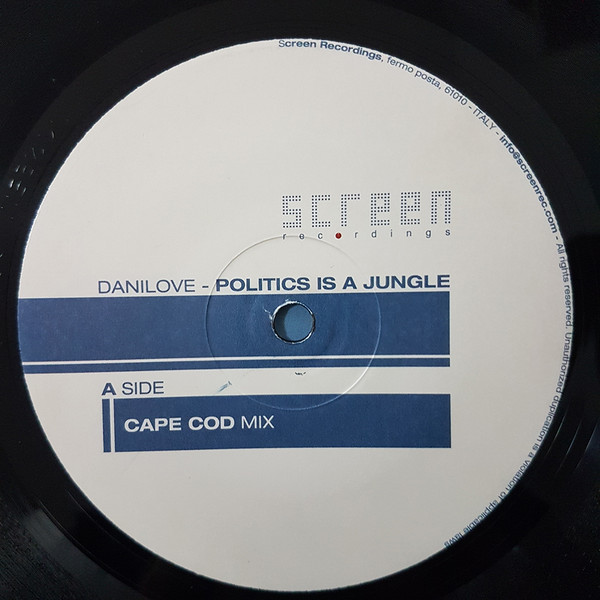 Screen Recordings, fermo posta, 61010 - ITALY - info@screenrec.com - All rights reserved. Unauthorized duplication is a violation of applicable laws
screen
recordings
DANILOVE - POLITICS IS A JUNGLE
A SIDE
CAPE COD MIX